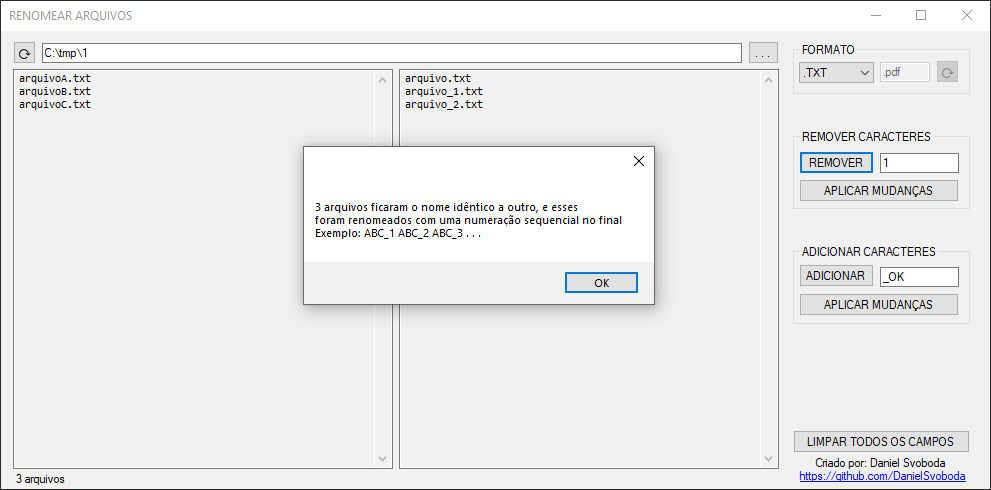 RENOMEAR ARQUIVOS
C:\tmp\1
...
arquivoA.txt
arquivoB.txt
arquivoC.txt
arquivo.txt
arquivo_1.txt
arquivo_2.txt
3 arquivos ficaram o nome idêntico a outro, e esses
foram renomeados com uma numeração sequencial no final
Exemplo: ABC_1 ABC_2 ABC_3 . . .
OK
FORMATO
.TXT
.pdf
REMOVER CARACTERES
REMOVER
1
APLICAR MUDANÇAS
ADICIONAR CARACTERES
ADICIONAR
_OK
APLICAR MUDANÇAS
LIMPAR TODOS OS CAMPOS
Criado por: Daniel Svoboda
https://github.com/DanielSvoboda
3 arquivos